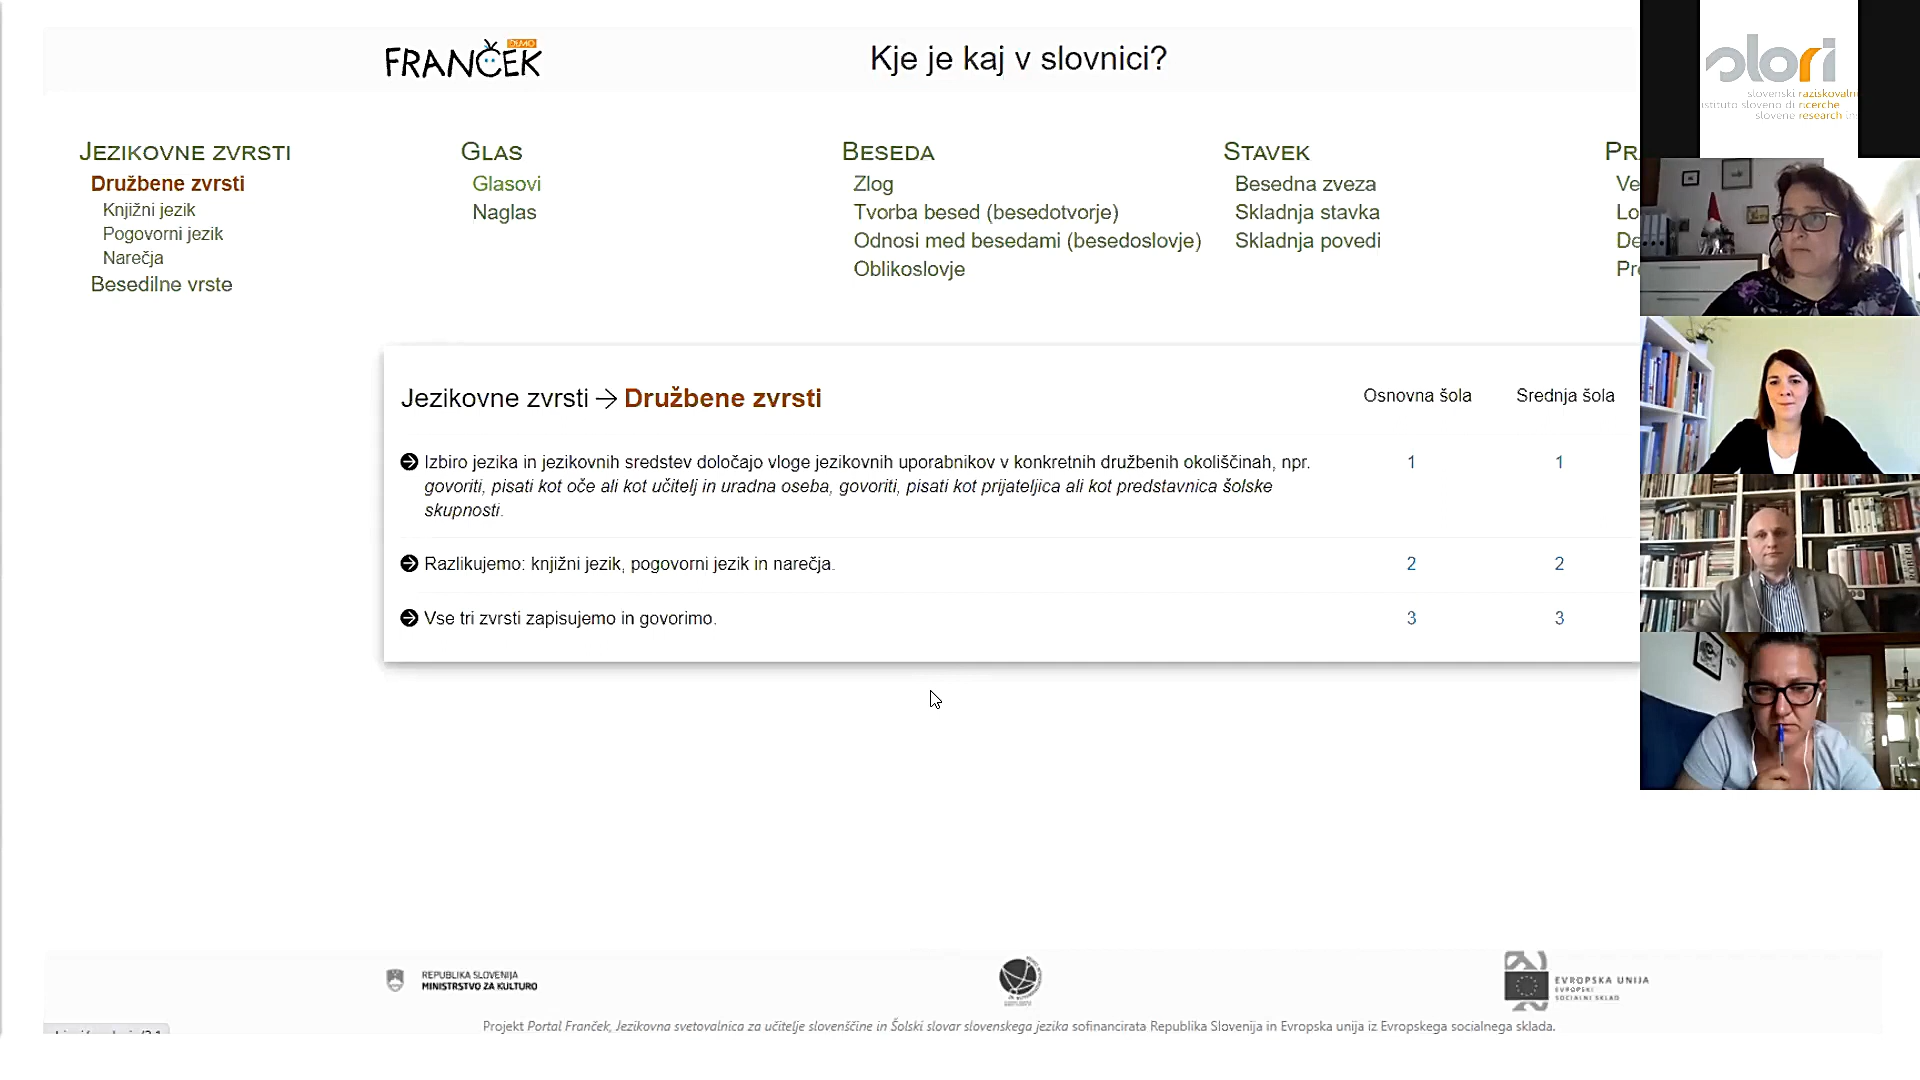 FRANČEK
DEMO
Kje je kaj v slovnici?
JEZIKOVNE ZVRSTI
Družbene zvrsti
Knjižni jezik
Pogovorni jezik
Narečja
Besedilne vrste
GLAS
Glasovi
Naglas
BESEDA
Zlog
Tvorba besed (besedotvorje)
Odnosi med besedami (besedoslovje)
Oblikoslovje
STAVEK
Besedna zveza
Skladnja stavka
Skladnja povedi
Jezikovne zvrsti → Družbene zvrsti
Osnovna šola
Srednja šola
Izbiro jezika in jezikovnih sredstev določajo vloge jezikovnih uporabnikov v konkretnih družbenih okoliščinah, npr.
govoriti, pisati kot oče ali kot učitelj in uradna oseba, govoriti, pisati kot prijateljica ali kot predstavnica šolske
skupnosti.
1 1
Razlikujemo: knjižni jezik, pogovorni jezik in narečja. 2 2
Vse tri zvrsti zapisujemo in govorimo. 3 3
slori
slovenski
sloveno di ricerche
slovene research
REPUBLIKA SLOVENIJA
MINISTRSTVO ZA KULTURO
EVROPSKA UNIJA
EVROPSKI
SOCIALNI SKLAD
Projekt Portal Franček, Jezikovna svetovalnica za učitelje slovenščine in Šolski slovar slovenskega jezika sofinancirata Republika Slovenija in Evropska unija iz Evropskega socialnega sklada.